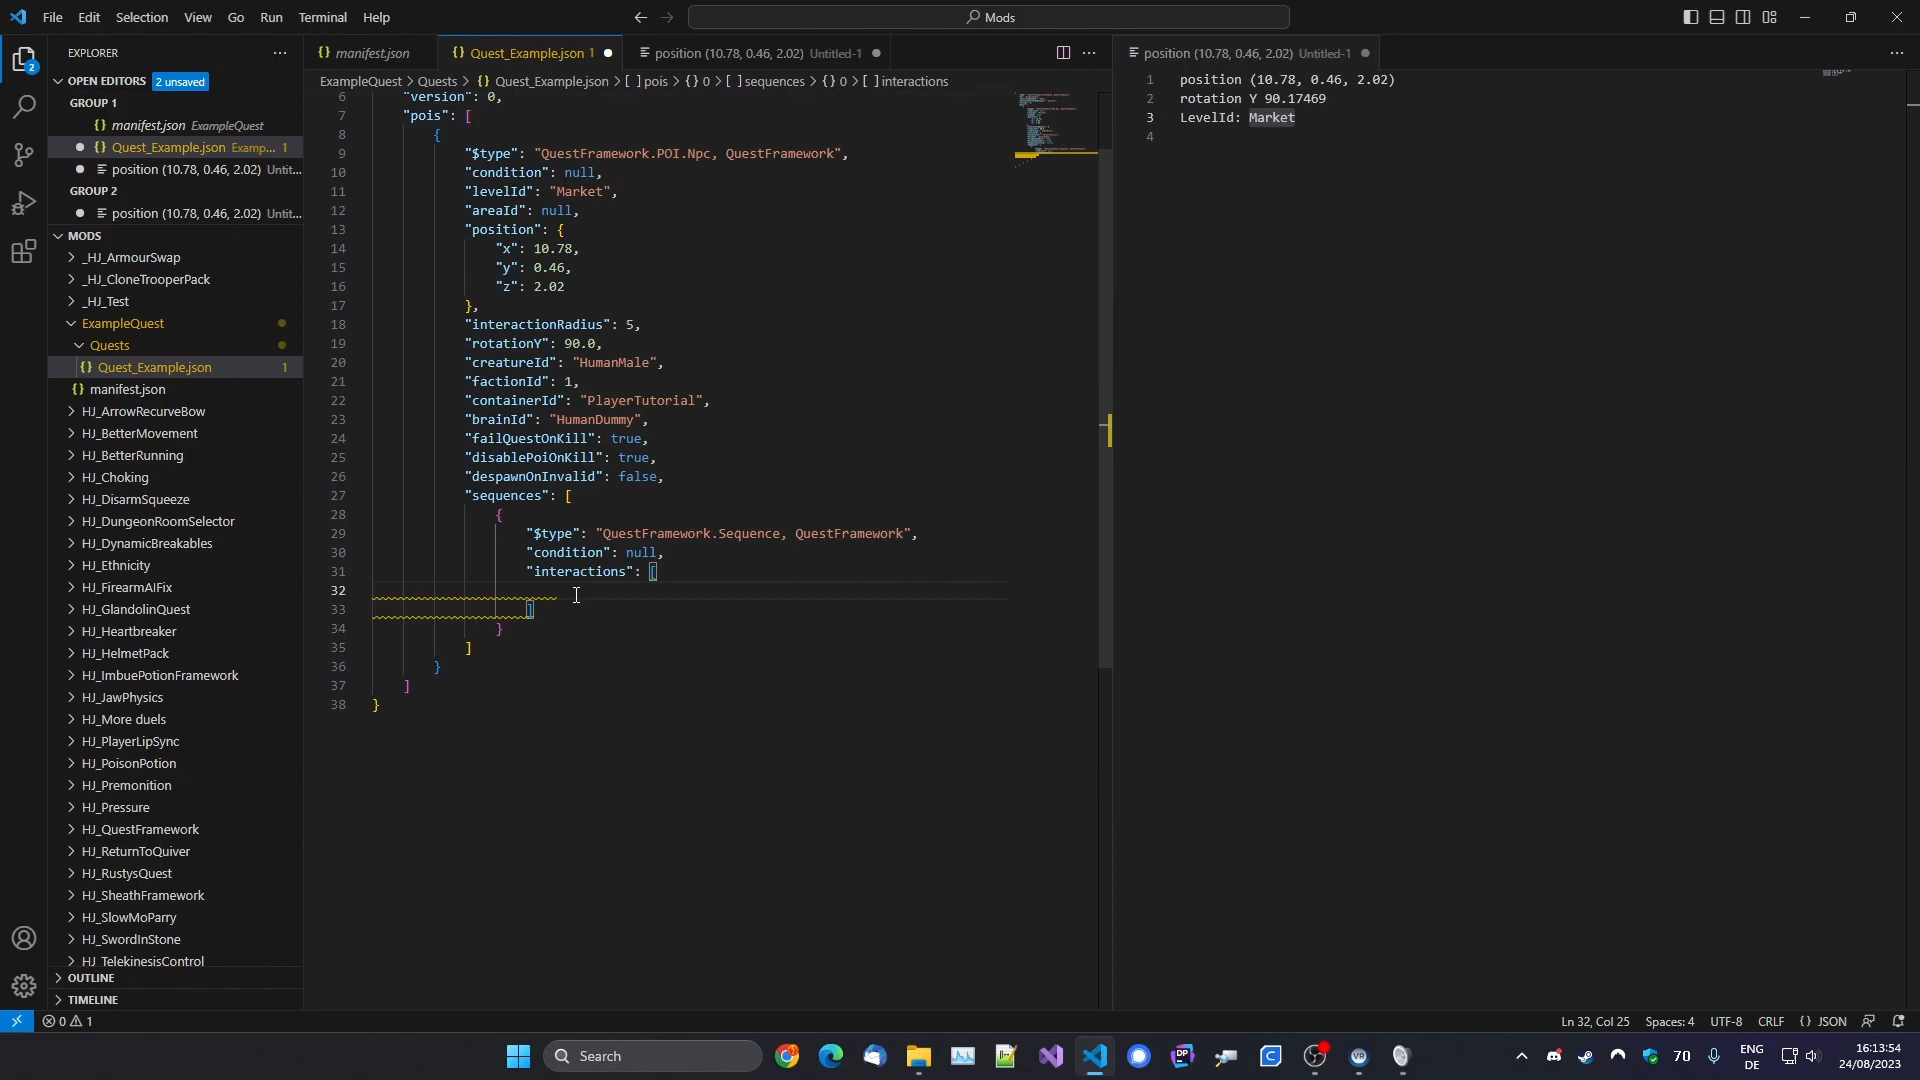 File Edit Selection View Go Run Terminal Help
Mods
EXPLORER
OPEN EDITORS 2 unsaved
GROUP 1
manifest.json ExampleQuest
Quest_Example.json Examp... 1
position (10.78, 0.46, 2.02) Untit...
GROUP 2
position (10.78, 0.46, 2.02) Untit...
MODS
_HJ_ArmourSwap
_HJ_CloneTrooperPack
_HJ_Test
ExampleQuest
Quests
Quest_Example.json 1
manifest.json
HJ_ArrowRecurveBow
HJ_BetterMovement
HJ_BetterRunning
HJ_Choking
HJ_DisarmSqueeze
HJ_DungeonRoomSelector
HJ_DynamicBreakables
HJ_Ethnicity
HJ_FirearmAIFix
HJ_GlandolinQuest
HJ_Heartbreaker
HJ_HelmetPack
HJ_ImbuePotionFramework
HJ_JawPhysics
HJ_More duels
HJ_PlayerLipSync
HJ_PoisonPotion
HJ_Premonition
HJ_Pressure
HJ_QuestFramework
HJ_ReturnToQuiver
HJ_RustysQuest
HJ_SheathFramework
HJ_SlowMoParry
HJ_SwordInStone
HJ_TelekinesisControl
OUTLINE
TIMELINE
manifest.json Quest_Example.json 1 position (10.78, 0.46, 2.02) Untitled-1
ExampleQuest > Quests > {} Quest_Example.json > [ ] pois > {} 0 > [ ] sequences > {} 0 > [ ] interactions
6 "version": 0,
7 "pois": [
8 {
9 "$type": "QuestFramework.POI.Npc, QuestFramework",
10 "condition": null,
11 "levelId": "Market",
12 "areaId": null,
13 "position": {
14 "x": 10.78,
15 "y": 0.46,
16 "z": 2.02
17 },
18 "interactionRadius": 5,
19 "rotationY": 90.0,
20 "creatureId": "HumanMale",
21 "factionId": 1,
22 "containerId": "PlayerTutorial",
23 "brainId": "HumanDummy",
24 "failQuestOnKill": true,
25 "disablePoiOnKill": true,
26 "despawnOnInvalid": false,
27 "sequences": [
28 {
29 "$type": "QuestFramework.Sequence, QuestFramework",
30 "condition": null,
31 "interactions": [
32
33 ]
34 }
35 ]
36 }
37 ]
38 }
position (10.78, 0.46, 2.02) Untitled-1
1 position (10.78, 0.46, 2.02)
2 rotation Y 90.17469
3 LevelId: Market
4
0 1
Ln 32, Col 25 Spaces: 4 UTF-8 CRLF {} JSON
Search
70 ENG DE 16:13:54 24/08/2023